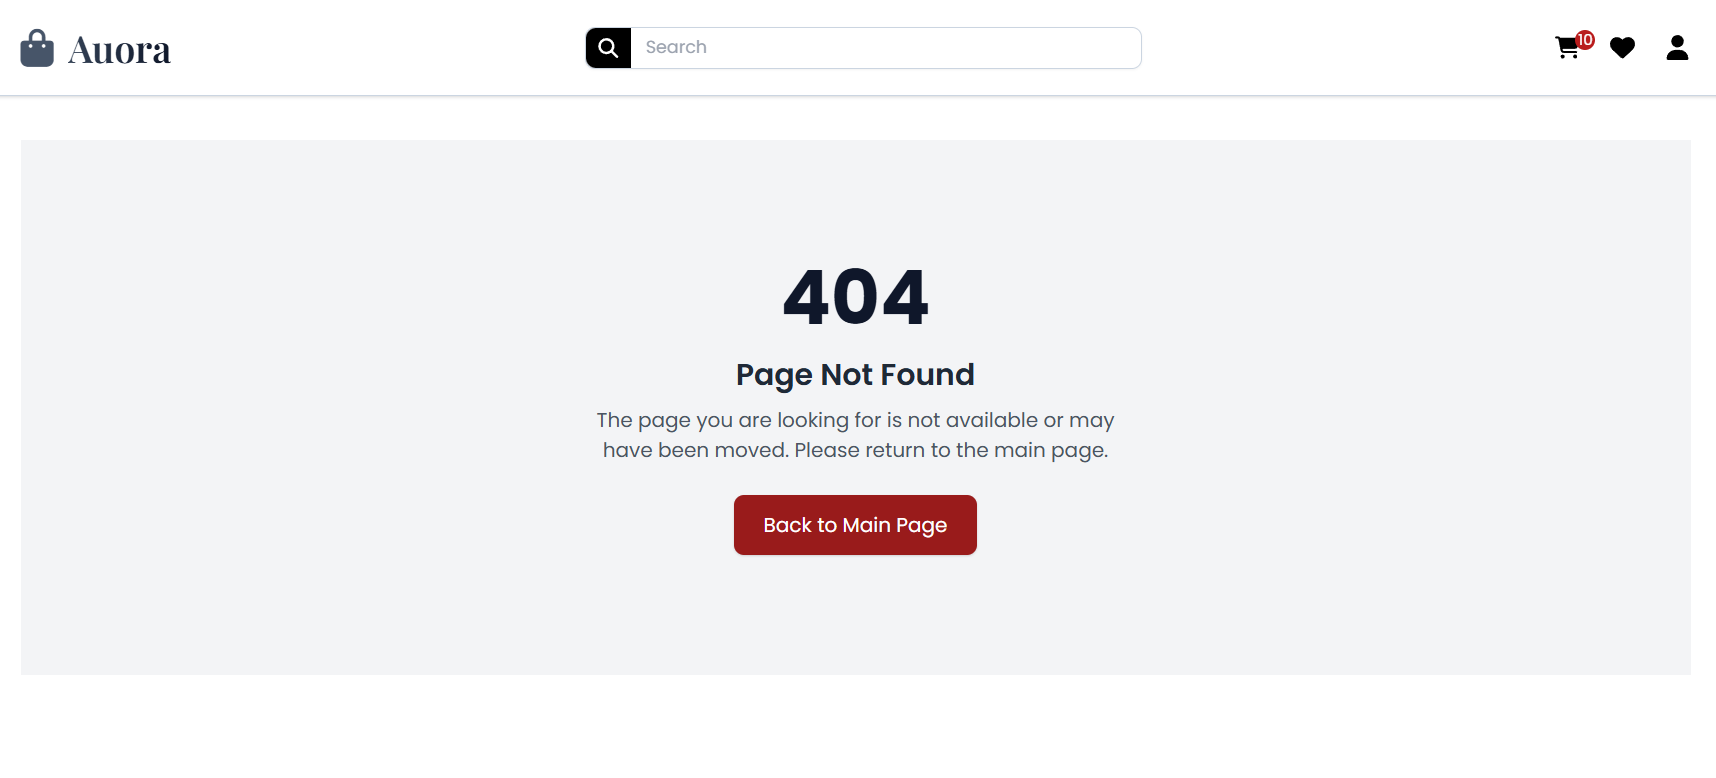 Auora
Search
10
404
Page Not Found
The page you are looking for is not available or may
have been moved. Please return to the main page.
Back to Main Page